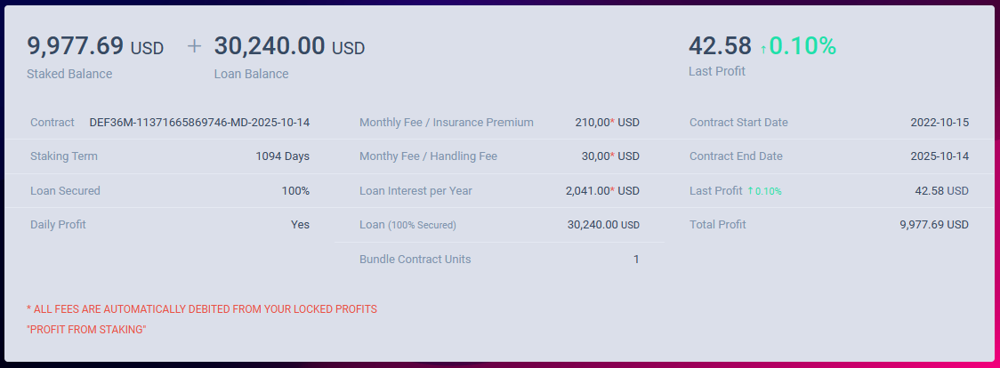 9,977.69 USD + 30,240.00 USD 42.58 ↑0.10%
Staked Balance Loan Balance Last Profit
Contract DEF36M-11371665869746-MD-2025-10-14 Monthly Fee / Insurance Premium 210,00* USD Contract Start Date 2022-10-15
Staking Term 1094 Days Monthy Fee / Handling Fee 30,00* USD Contract End Date 2025-10-14
Loan Secured 100% Loan Interest per Year 2,041.00* USD Last Profit ↑0.10% 42.58 USD
Daily Profit Yes Loan (100% Secured) 30,240.00 USD Total Profit 9,977.69 USD
Bundle Contract Units 1
* ALL FEES ARE AUTOMATICALLY DEBITED FROM YOUR LOCKED PROFITS
"PROFIT FROM STAKING"